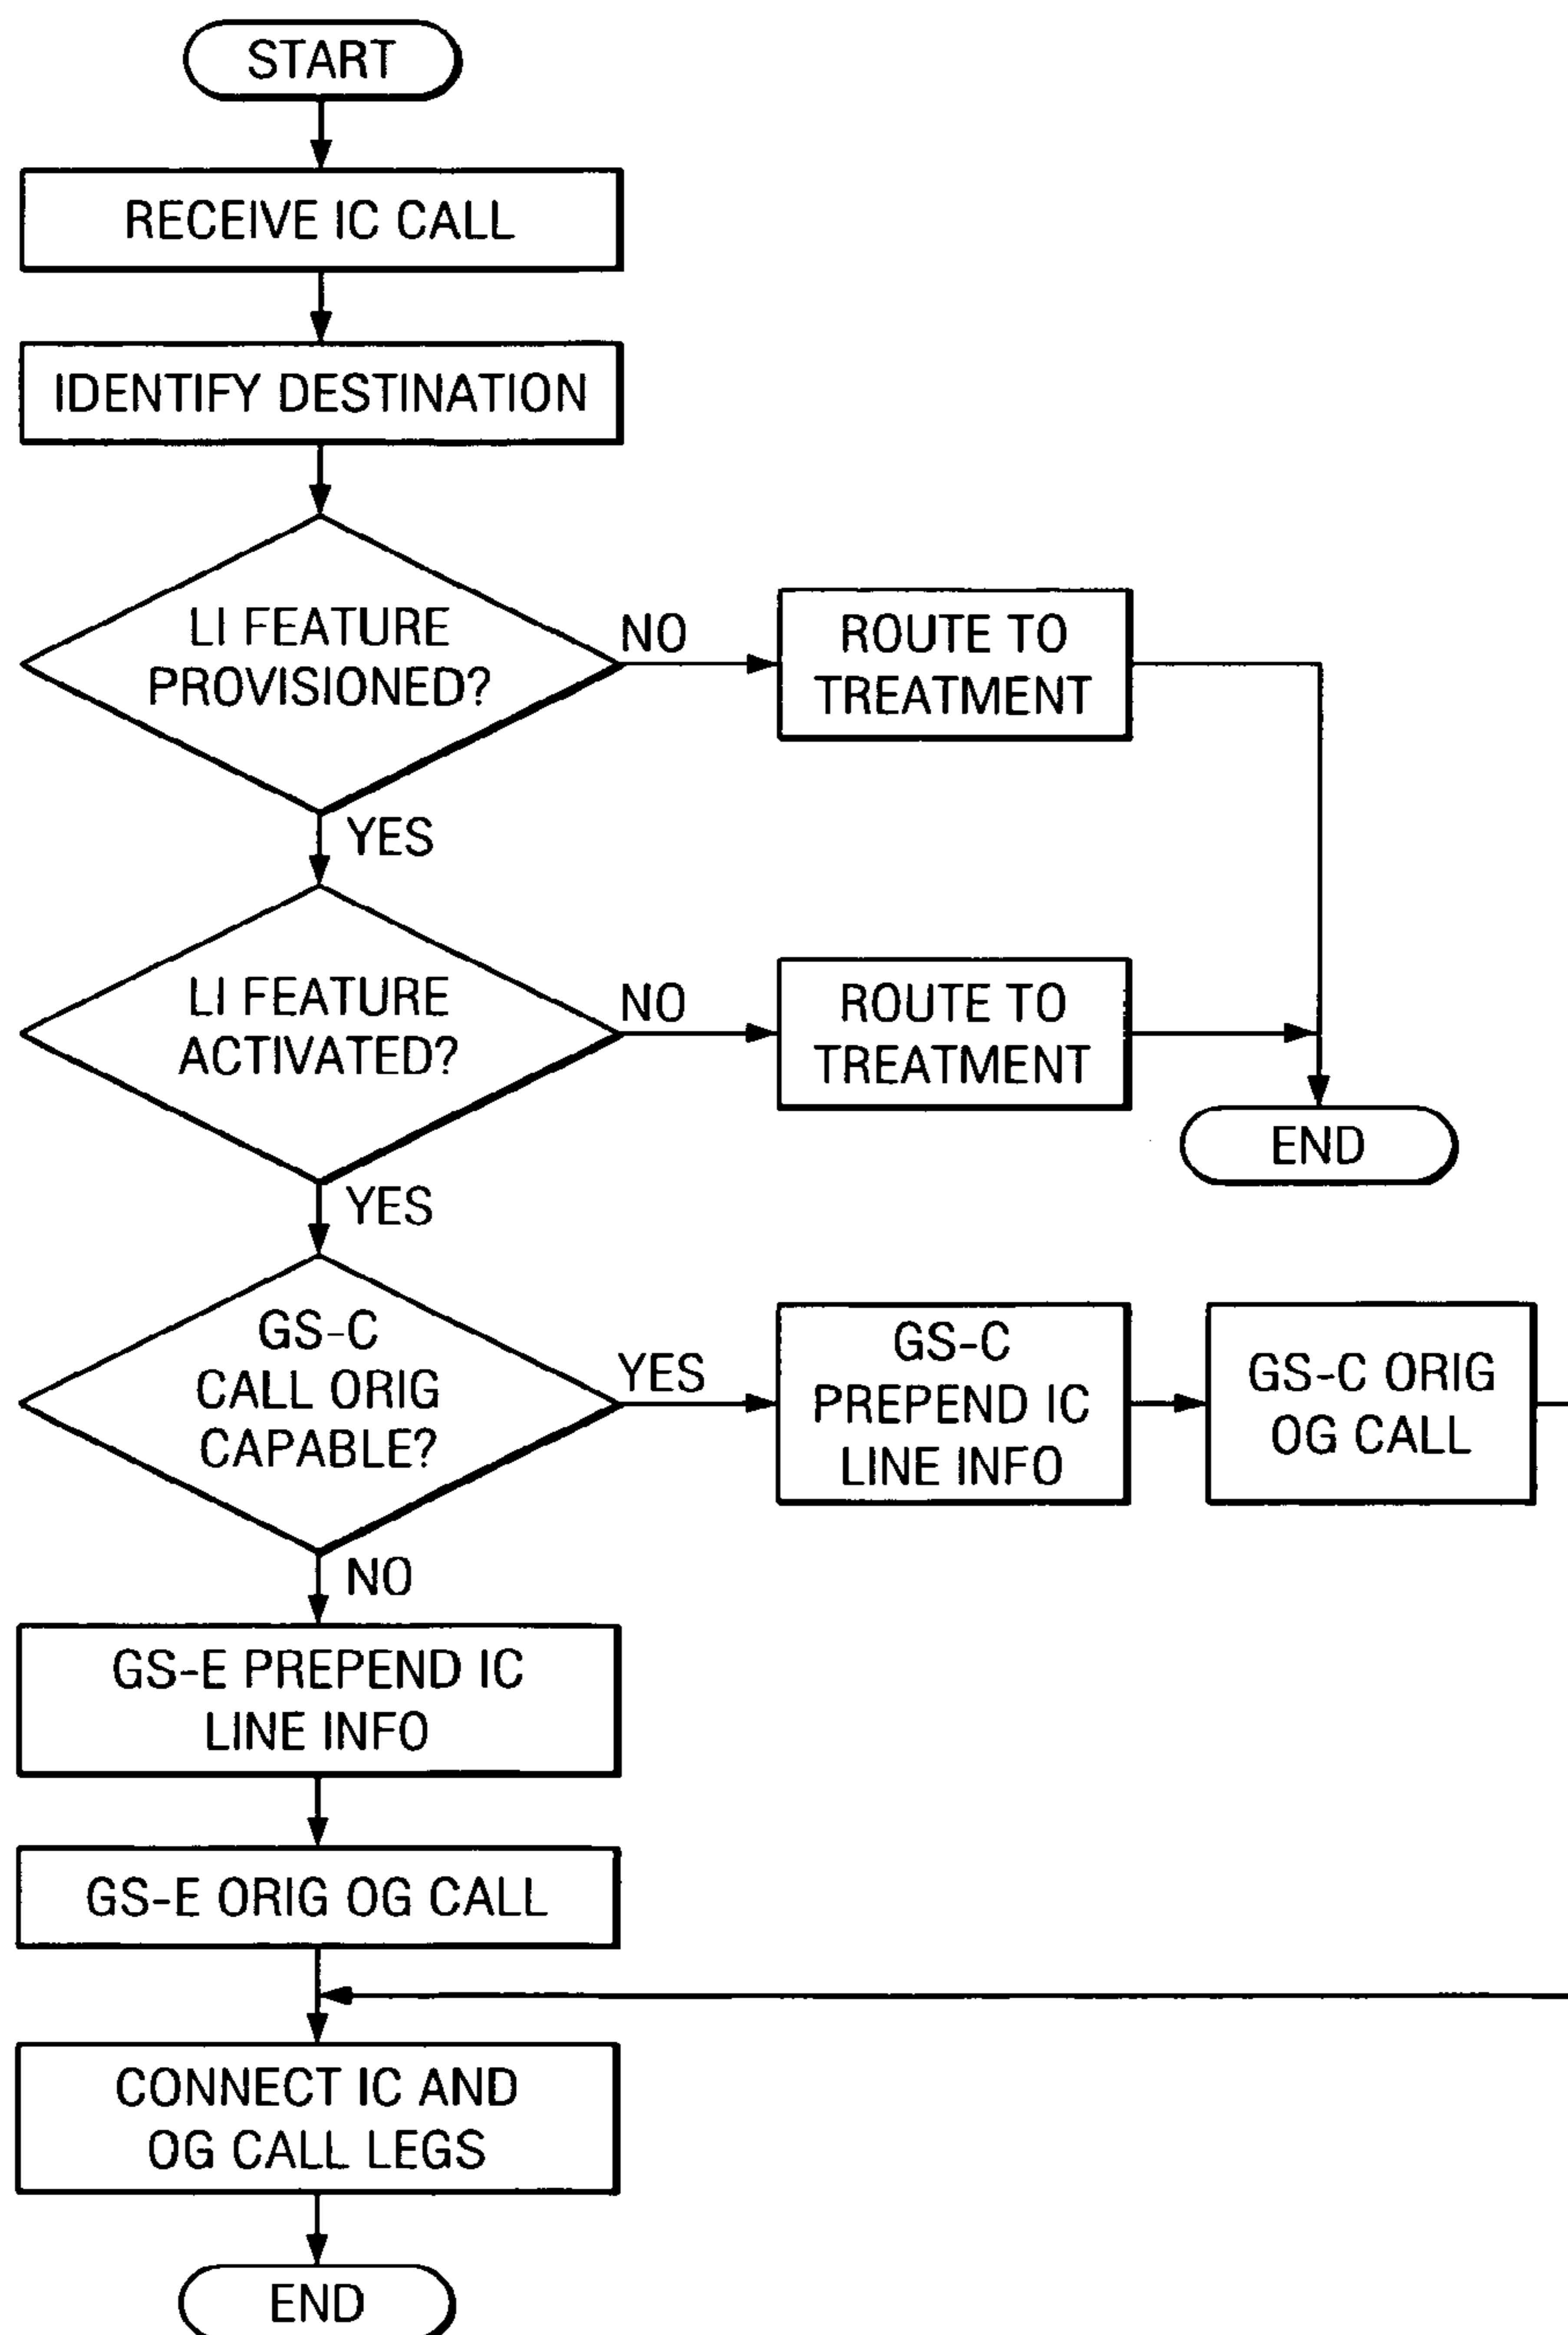 START
RECEIVE IC CALL
IDENTIFY DESTINATION
LI FEATURE
PROVISIONED?
NO
ROUTE TO
TREATMENT
YES
LI FEATURE
ACTIVATED?
NO
ROUTE TO
TREATMENT
END
YES
GS-C
CALL ORIG
CAPABLE?
YES
GS-C
PREPEND IC
LINE INFO
GS-C ORIG
OG CALL
NO
GS-E PREPEND IC
LINE INFO
GS-E ORIG OG CALL
CONNECT IC AND
OG CALL LEGS
END